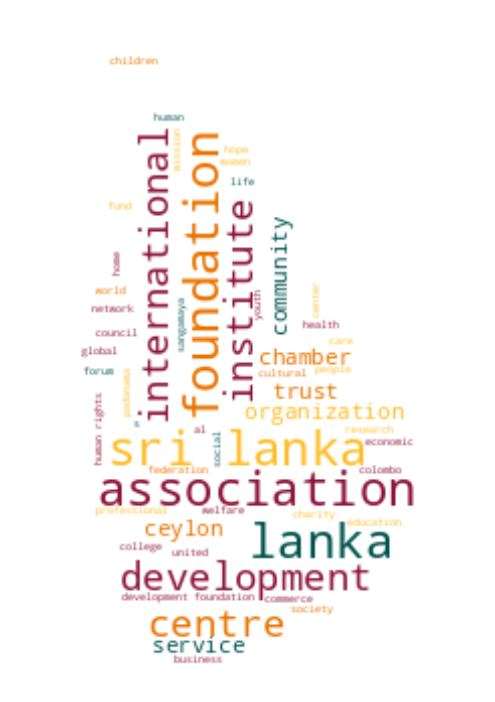 children
human
international
mission
foundation
hope
women
life
institute
fund
community
home
youth
world
sangamaya
center
network
health
council
care
global
chamber
forum
cultural people
padanama
trust
organization
human rights
al
social
research
sri lanka
economic
federation
colombo
association
professional
welfare
charity
education
ceylon
lanka
college
united
development
development foundation
commerce
society
centre
service
business